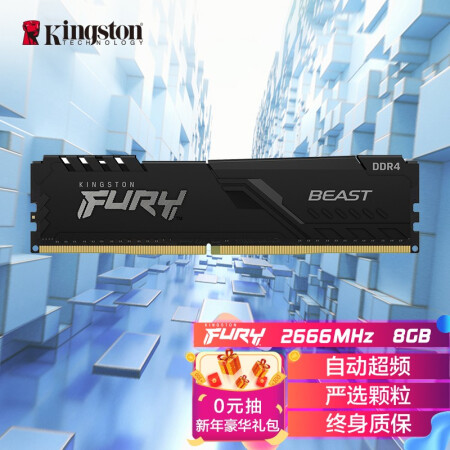 Kingston
TECHNOLOGY
DDR4
KINGSTON
FURY
BEAST
KINGSTON
FURY 2666MHz 8GB
自动超频
严选颗粒
终身质保
0元抽
新年豪华礼包